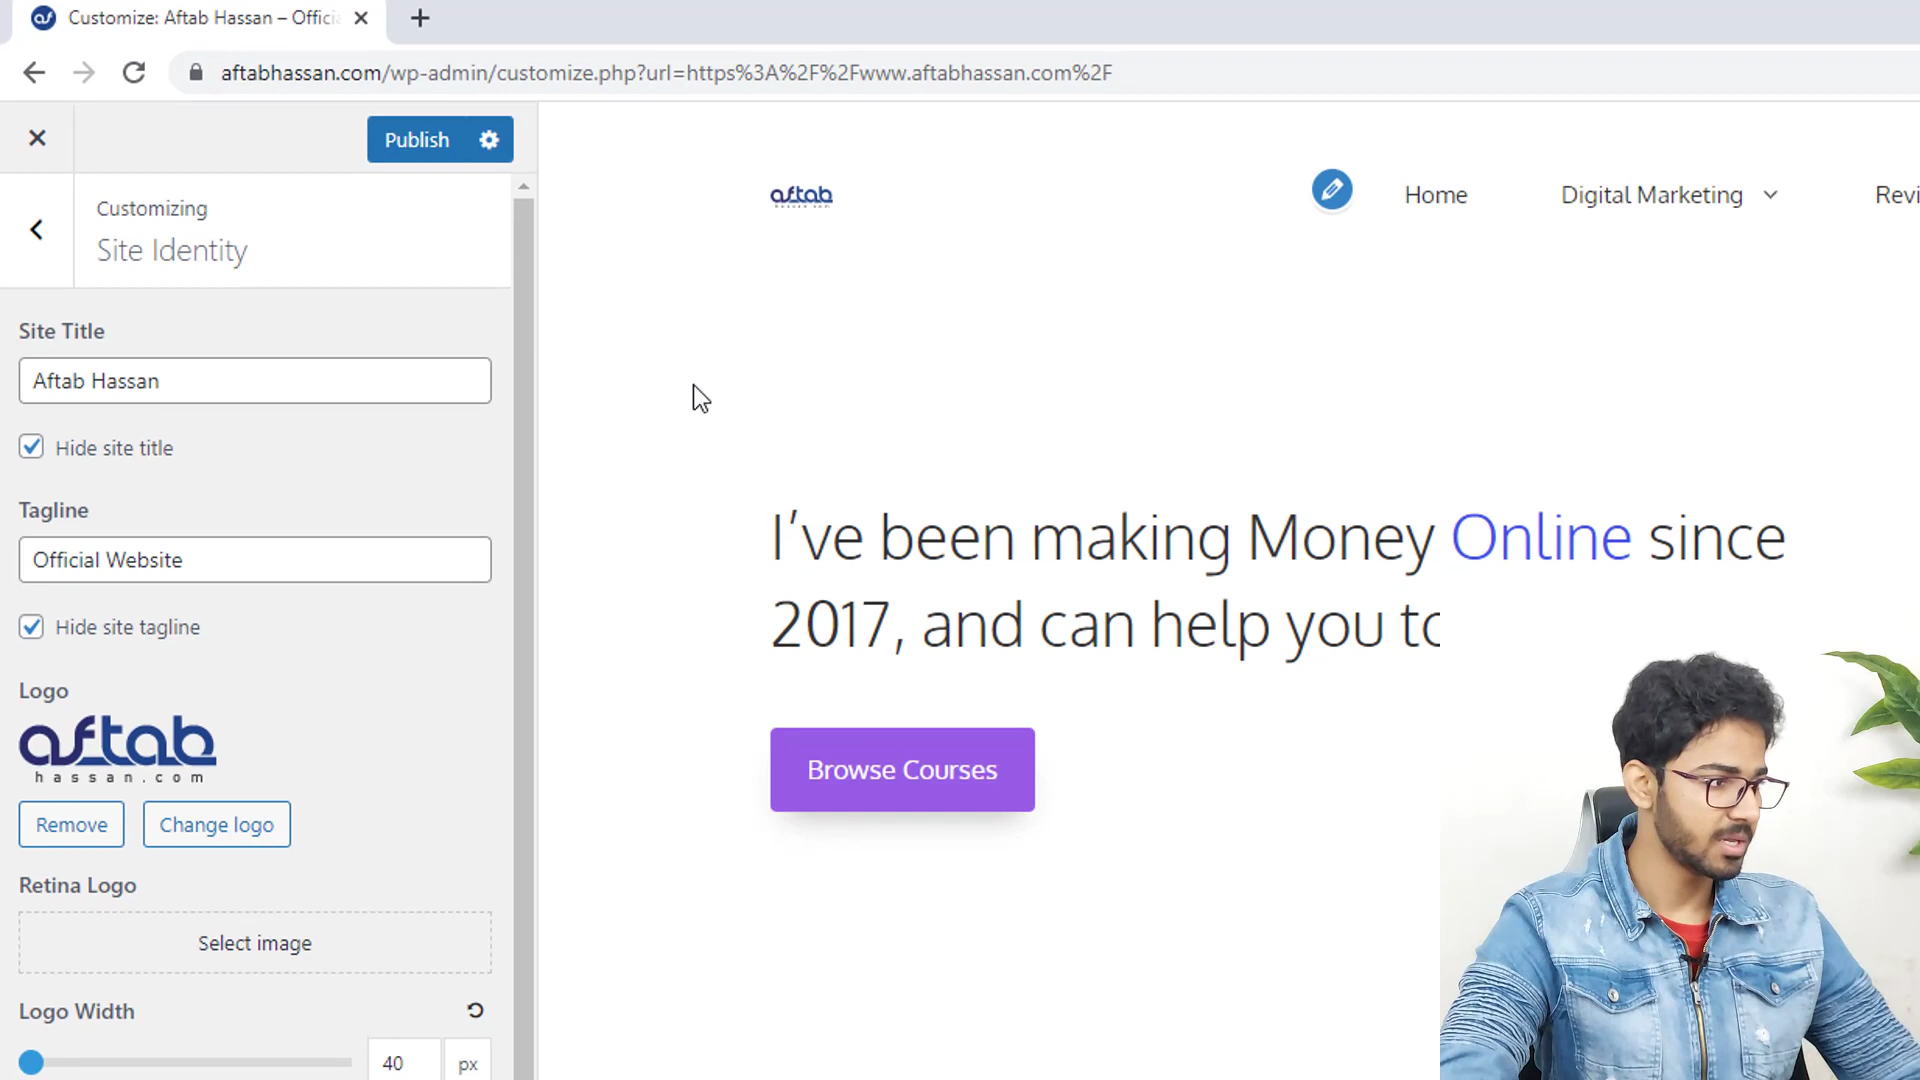 Customize: Aftab Hassan – Offici
aftabhassan.com/wp-admin/customize.php?url=https%3A%2F%2Fwww.aftabhassan.com%2F
Publish
Customizing
Site Identity
Site Title
Aftab Hassan
Hide site title
Tagline
Official Website
Hide site tagline
Logo
aftab
hassan.com
Remove
Change logo
Retina Logo
Select image
Logo Width
40 px
aftab
hassan.com
Home
Digital Marketing
Revi
I've been making Money Online since
2017, and can help you to
Browse Courses